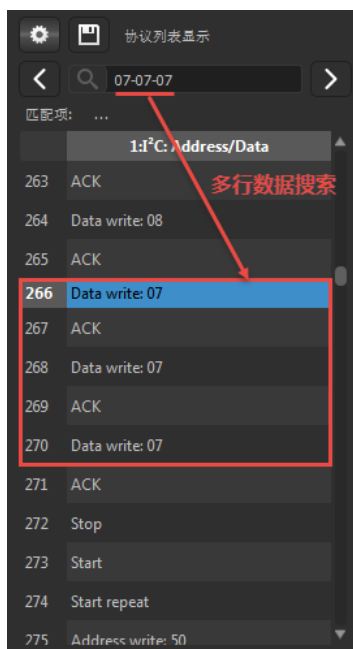 协议列表显示
07-07-07
匹配项: ...
1:I²C: Address/Data
263 ACK
多行数据搜索
264 Data write: 08
265 ACK
266 Data write: 07
267 ACK
268 Data write: 07
269 ACK
270 Data write: 07
271 ACK
272 Stop
273 Start
274 Start repeat
275 Address write: 50